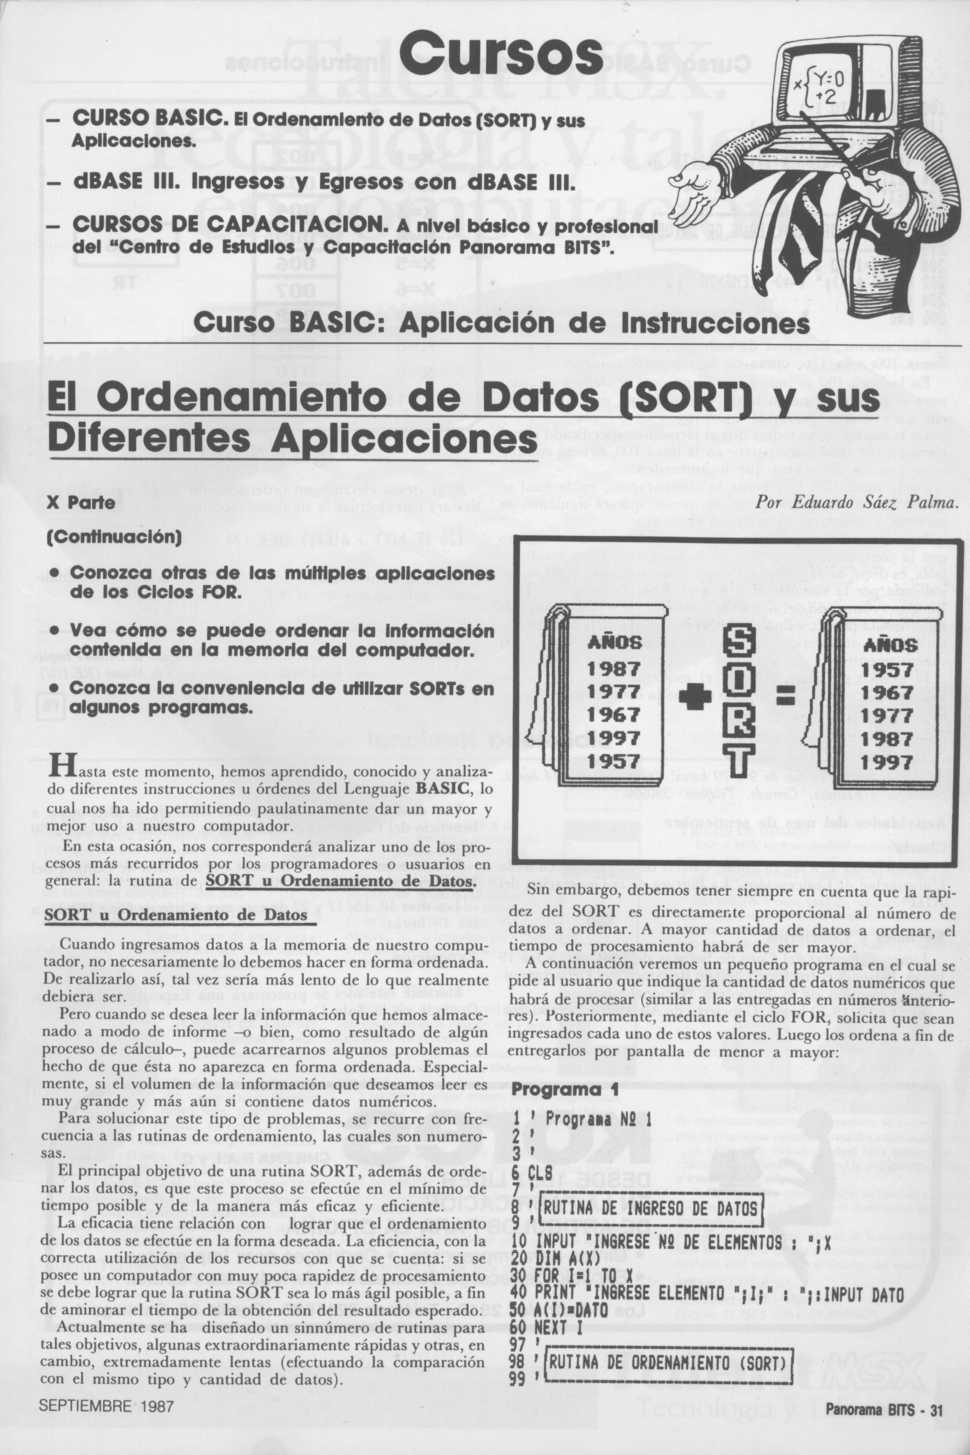 Cursos
– CURSO BASIC. El Ordenamiento de Datos (SORT) y sus
Aplicaciones.
– dBASE III. Ingresos y Egresos con dBASE III.
– CURSOS DE CAPACITACION. A nivel básico y profesional
del "Centro de Estudios y Capacitación Panorama BITS".
x{Y=0
+2
Curso BASIC: Aplicación de Instrucciones
El Ordenamiento de Datos (SORT) y sus
Diferentes Aplicaciones
X Parte
Por Eduardo Sáez Palma.
(Continuación)
• Conozca otras de las múltiples aplicaciones
de los Ciclos FOR.
• Vea cómo se puede ordenar la información
contenida en la memoria del computador.
• Conozca la conveniencia de utilizar SORTs en
algunos programas.
Hasta este momento, hemos aprendido, conocido y analiza-
do diferentes instrucciones u órdenes del Lenguaje BASIC, lo
cual nos ha ido permitiendo paulatinamente dar un mayor y
mejor uso a nuestro computador.
En esta ocasión, nos corresponderá analizar uno de los pro-
cesos más recurridos por los programadores o usuarios en
general: la rutina de SORT u Ordenamiento de Datos.
SORT u Ordenamiento de Datos
Cuando ingresamos datos a la memoria de nuestro compu-
tador, no necesariamente lo debemos hacer en forma ordenada.
De realizarlo así, tal vez sería más lento de lo que realmente
debiera ser.
Pero cuando se desea leer la información que hemos almace-
nado a modo de informe —o bien, como resultado de algún
proceso de cálculo—, puede acarrearnos algunos problemas el
hecho de que ésta no aparezca en forma ordenada. Especial-
mente, si el volumen de la información que deseamos leer es
muy grande y más aún si contiene datos numéricos.
Para solucionar este tipo de problemas, se recurre con fre-
cuencia a las rutinas de ordenamiento, las cuales son numero-
sas.
El principal objetivo de una rutina SORT, además de orde-
nar los datos, es que este proceso se efectúe en el mínimo de
tiempo posible y de la manera más eficaz y eficiente.
La eficacia tiene relación con lograr que el ordenamiento
de los datos se efectúe en la forma deseada. La eficiencia, con la
correcta utilización de los recursos con que se cuenta: si se
posee un computador con muy poca rapidez de procesamiento
se debe lograr que la rutina SORT sea lo más ágil posible, a fin
de aminorar el tiempo de la obtención del resultado esperado.
Actualmente se ha diseñado un sinnúmero de rutinas para
tales objetivos, algunas extraordinariamente rápidas y otras, en
cambio, extremadamente lentas (efectuando la comparación
con el mismo tipo y cantidad de datos).
AÑOS
1987
1977
1967
1997
1957
+
SORT
=
AÑOS
1957
1967
1977
1987
1997
Sin embargo, debemos tener siempre en cuenta que la rapi-
dez del SORT es directamente proporcional al número de
datos a ordenar. A mayor cantidad de datos a ordenar, el
tiempo de procesamiento habrá de ser mayor.
A continuación veremos un pequeño programa en el cual se
pide al usuario que indique la cantidad de datos numéricos que
habrá de procesar (similar a las entregadas en números anterio-
res). Posteriormente, mediante el ciclo FOR, solicita que sean
ingresados cada uno de estos valores. Luego los ordena a fin de
entregarlos por pantalla de menor a mayor:
Programa 1
1 ' Programa Nº 1
2 '
3 '
6 CLS
7 '
8 ' RUTINA DE INGRESO DE DATOS
9 '
10 INPUT "INGRESE Nº DE ELEMENTOS : ";X
20 DIM A(X)
30 FOR I=1 TO X
40 PRINT "INGRESE ELEMENTO ";I;" : ";:INPUT DATO
50 A(I)=DATO
60 NEXT I
97 '
98 ' RUTINA DE ORDENAMIENTO (SORT)
99 '
SEPTIEMBRE 1987
Panorama BITS - 31